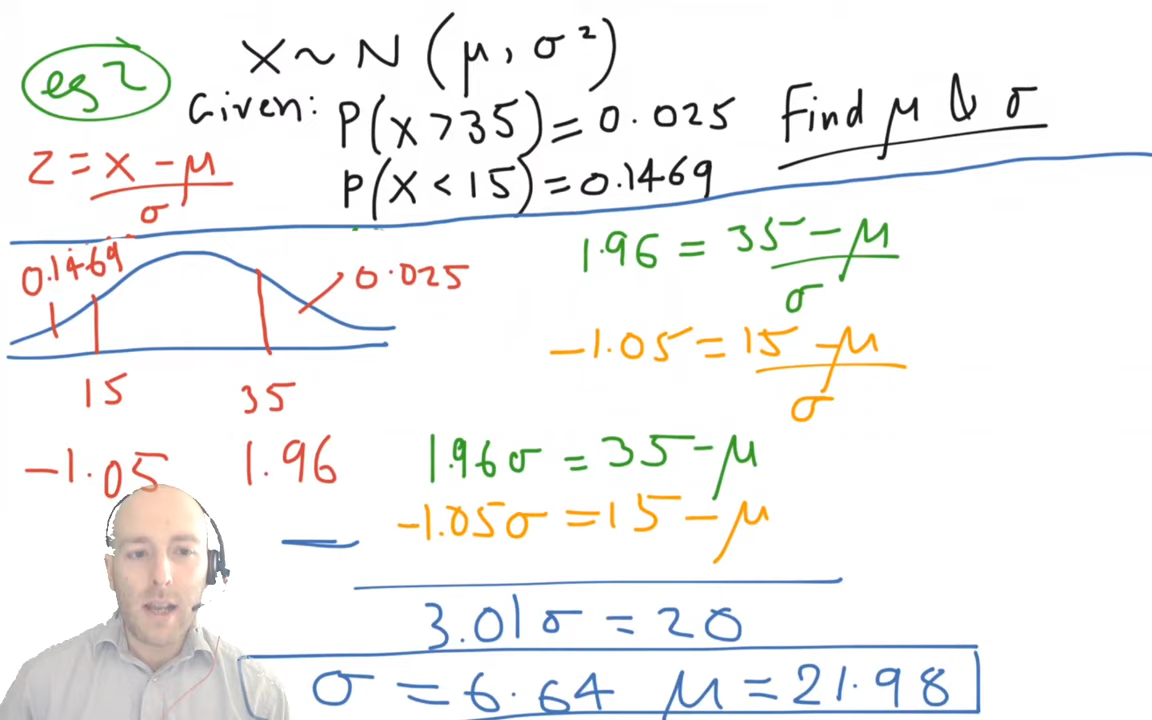 eg 2
X ~ N (μ, σ²)
Given: P(X > 35) = 0.025 Find μ & σ
P(X < 15) = 0.1469
Z = X - μ / σ
0.1469
0.025
15 35
-1.05 1.96
1.96 = 35 - μ / σ
-1.05 = 15 - μ / σ
1.96σ = 35 - μ
-1.05σ = 15 - μ
3.01σ = 20
σ = 6.64 μ = 21.98